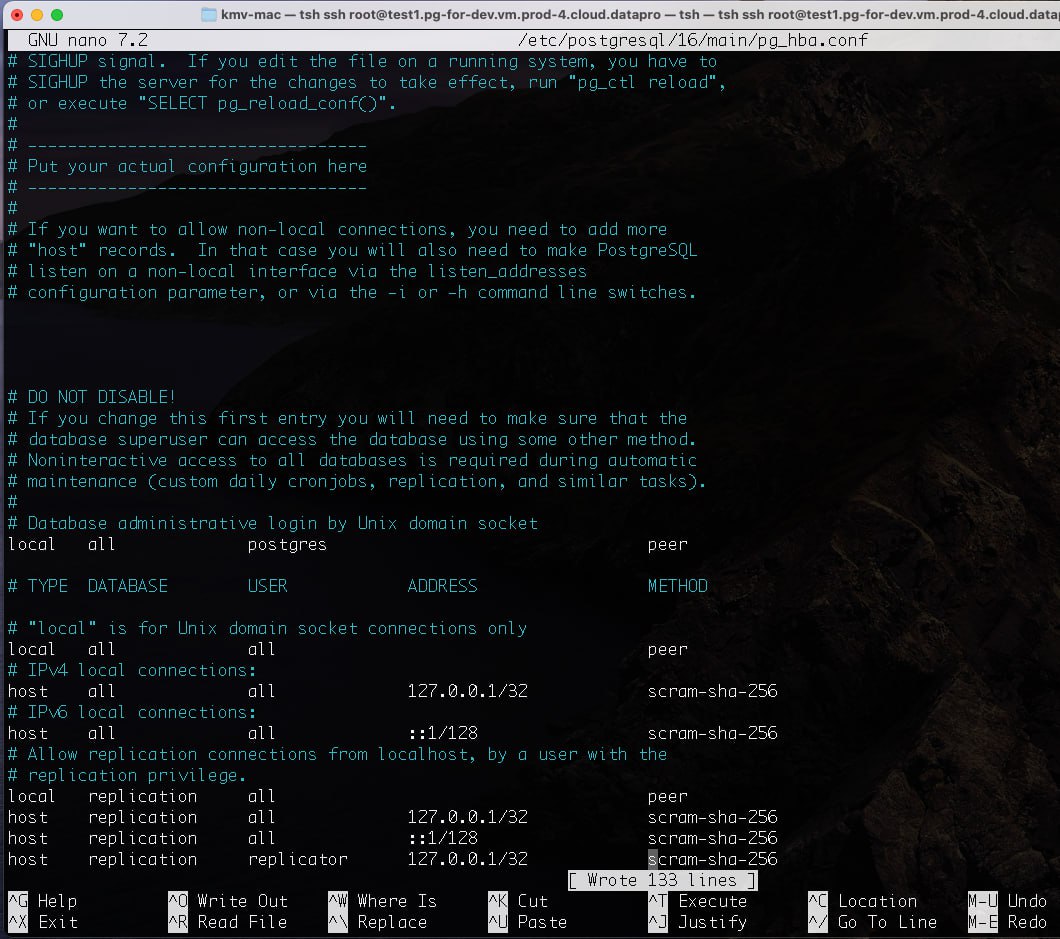 kmv-mac — tsh ssh root@test1.pg-for-dev.vm.prod-4.cloud.datapro — tsh — tsh ssh root@test1.pg-for-dev.vm.prod-4.cloud.datap
GNU nano 7.2 /etc/postgresql/16/main/pg_hba.conf
# SIGHUP signal.  If you edit the file on a running system, you have to
# SIGHUP the server for the changes to take effect, run "pg_ctl reload",
# or execute "SELECT pg_reload_conf()".
#
# ----------------------------------
# Put your actual configuration here
# ----------------------------------
#
# If you want to allow non-local connections, you need to add more
# "host" records.  In that case you will also need to make PostgreSQL
# listen on a non-local interface via the listen_addresses
# configuration parameter, or via the -i or -h command line switches.
# DO NOT DISABLE!
# If you change this first entry you will need to make sure that the
# database superuser can access the database using some other method.
# Noninteractive access to all databases is required during automatic
# maintenance (custom daily cronjobs, replication, and similar tasks).
#
# Database administrative login by Unix domain socket
local   all             postgres                                peer
# TYPE  DATABASE        USER            ADDRESS                 METHOD
# "local" is for Unix domain socket connections only
local   all             all                                     peer
# IPv4 local connections:
host    all             all             127.0.0.1/32            scram-sha-256
# IPv6 local connections:
host    all             all             ::1/128                 scram-sha-256
# Allow replication connections from localhost, by a user with the
# replication privilege.
local   replication     all                                     peer
host    replication     all             127.0.0.1/32            scram-sha-256
host    replication     all             ::1/128                 scram-sha-256
host    replication     replicator      127.0.0.1/32            scram-sha-256
[ Wrote 133 lines ]
^G Help ^O Write Out ^W Where Is ^K Cut ^T Execute ^C Location M-U Undo
^X Exit ^R Read File ^\ Replace ^U Paste ^J Justify ^/ Go To Line M-E Redo